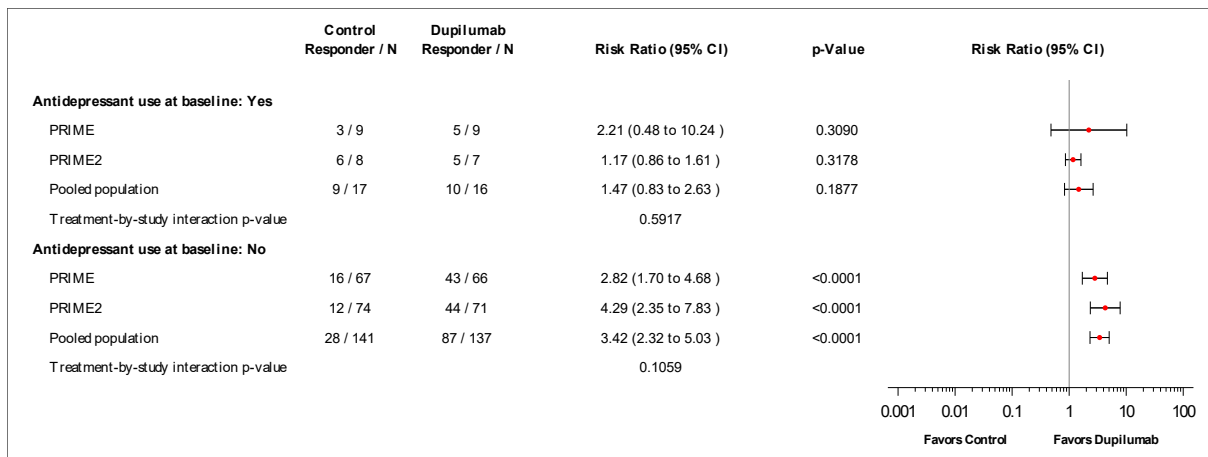 Control Dupilumab
Responder / N Responder / N Risk Ratio (95% CI) p-Value Risk Ratio (95% CI)
Antidepressant use at baseline: Yes
PRIME 3 / 9 5 / 9 2.21 (0.48 to 10.24 ) 0.3090
PRIME2 6 / 8 5 / 7 1.17 (0.86 to 1.61 ) 0.3178
Pooled population 9 / 17 10 / 16 1.47 (0.83 to 2.63 ) 0.1877
Treatment-by-study interaction p-value 0.5917
Antidepressant use at baseline: No
PRIME 16 / 67 43 / 66 2.82 (1.70 to 4.68 ) <0.0001
PRIME2 12 / 74 44 / 71 4.29 (2.35 to 7.83 ) <0.0001
Pooled population 28 / 141 87 / 137 3.42 (2.32 to 5.03 ) <0.0001
Treatment-by-study interaction p-value 0.1059
0.001 0.01 0.1 1 10 100
Favors Control Favors Dupilumab